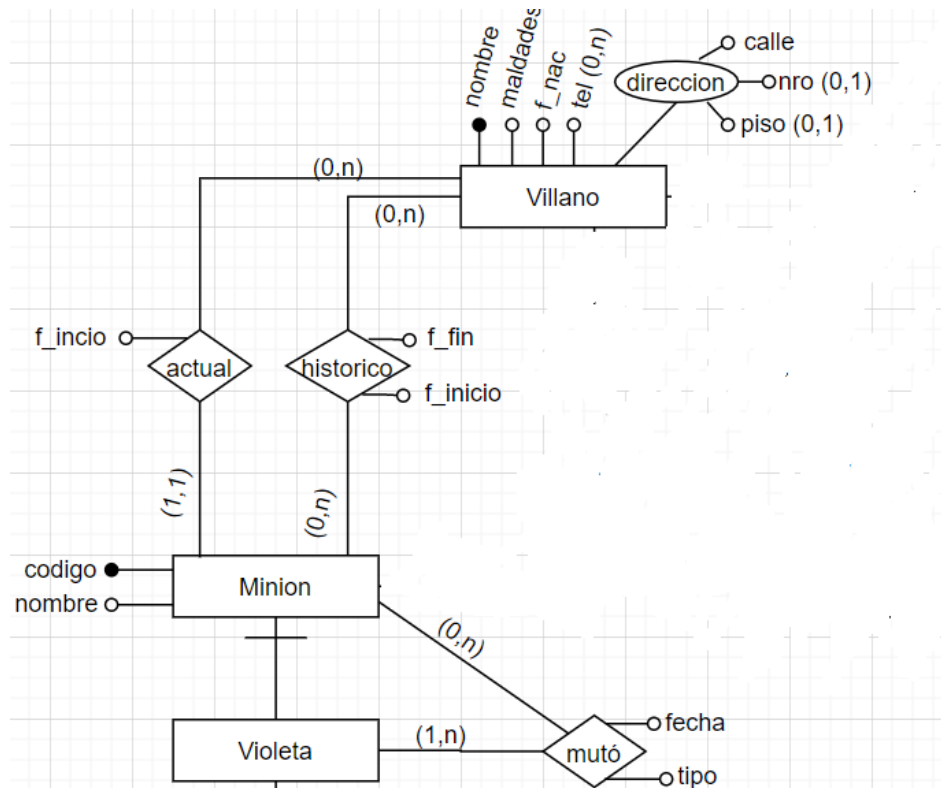 nombre
maldades
f_nac
tel (0,n)
calle
direccion
nro (0,1)
piso (0,1)
(0,n)
Villano
(0,n)
f_incio
actual
historico
f_fin
f_inicio
(1,1)
(0,n)
codigo
Minion
nombre
(0,n)
Violeta
(1,n)
mutó
fecha
tipo